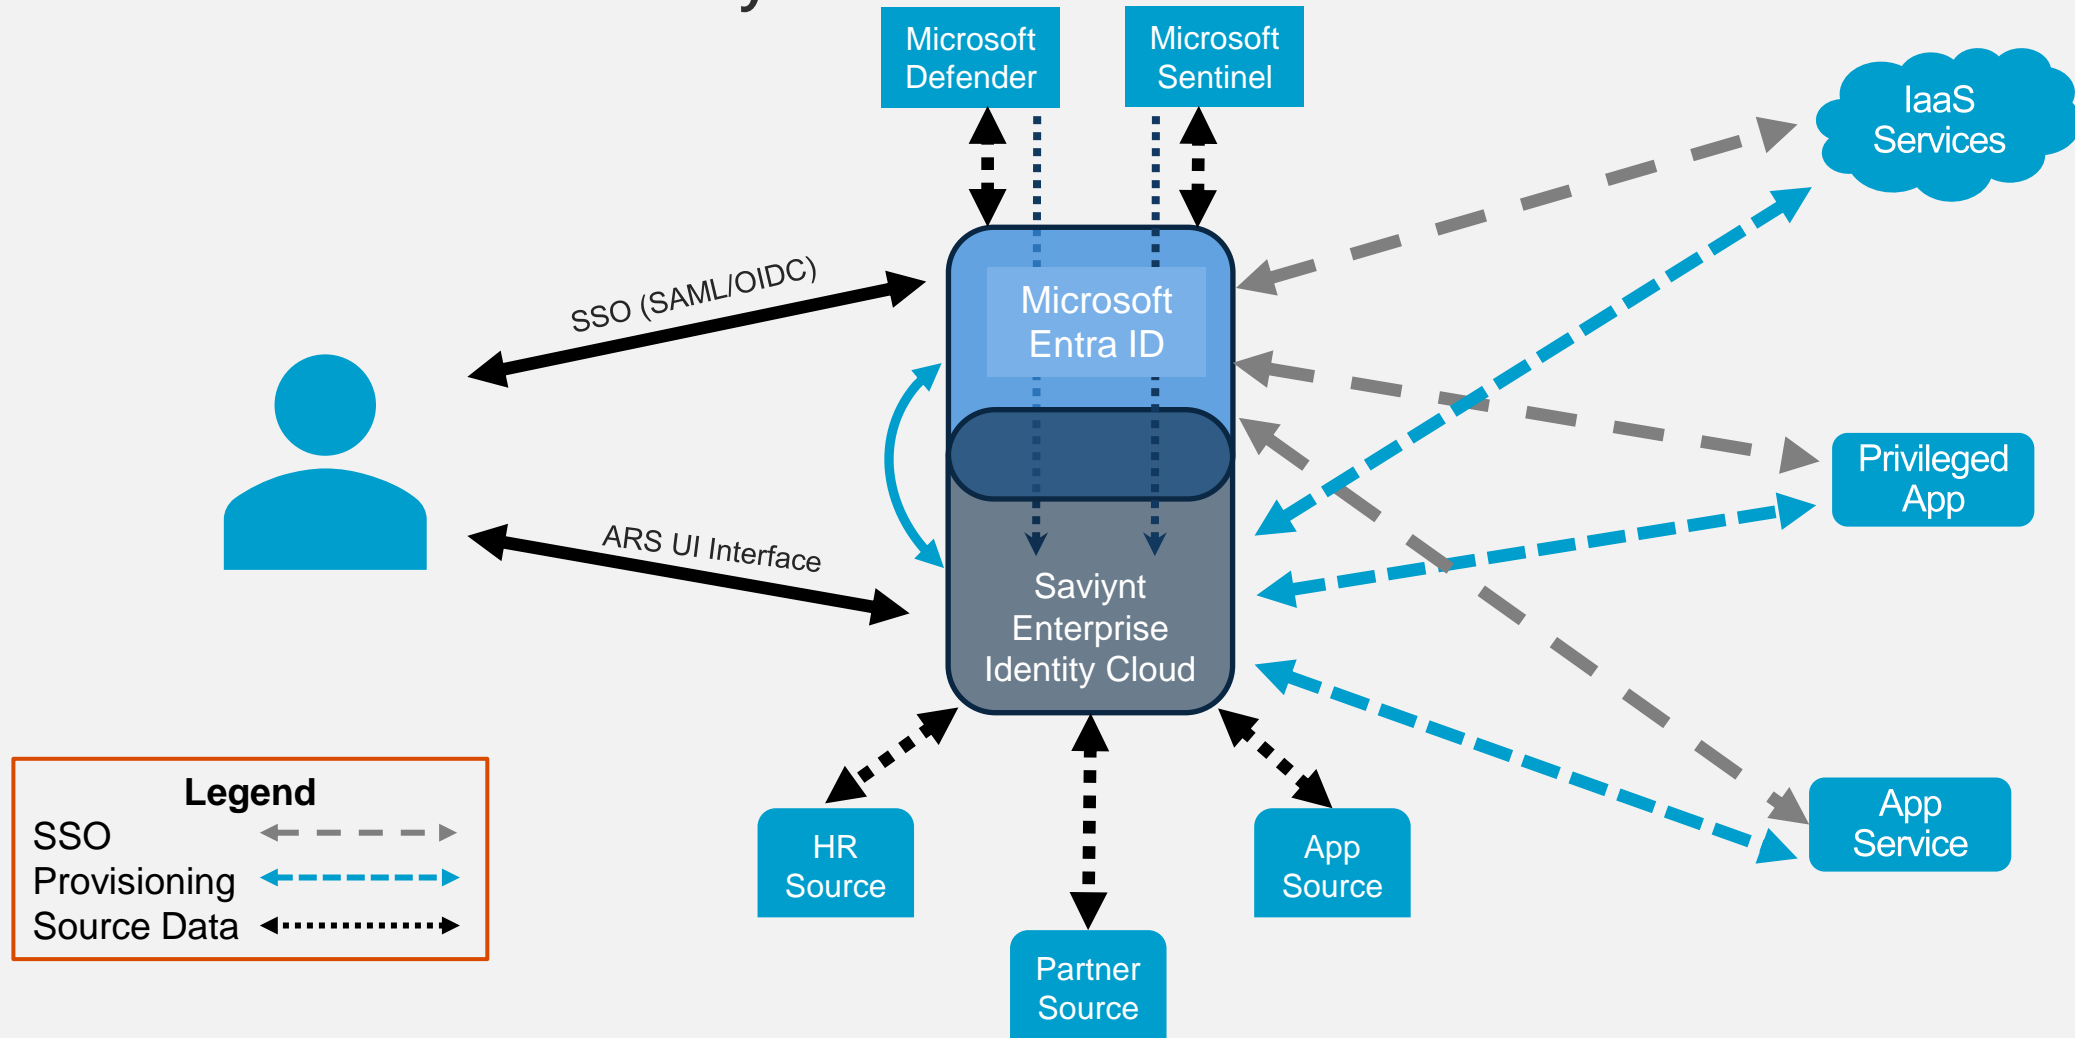 Microsoft
Defender
Microsoft
Sentinel
IaaS
Services
SSO (SAML/OIDC)
Microsoft
Entra ID
Privileged
App
ARS UI Interface
Saviynt
Enterprise
Identity Cloud
Legend
SSO
Provisioning
Source Data
HR
Source
App
Source
App
Service
Partner
Source